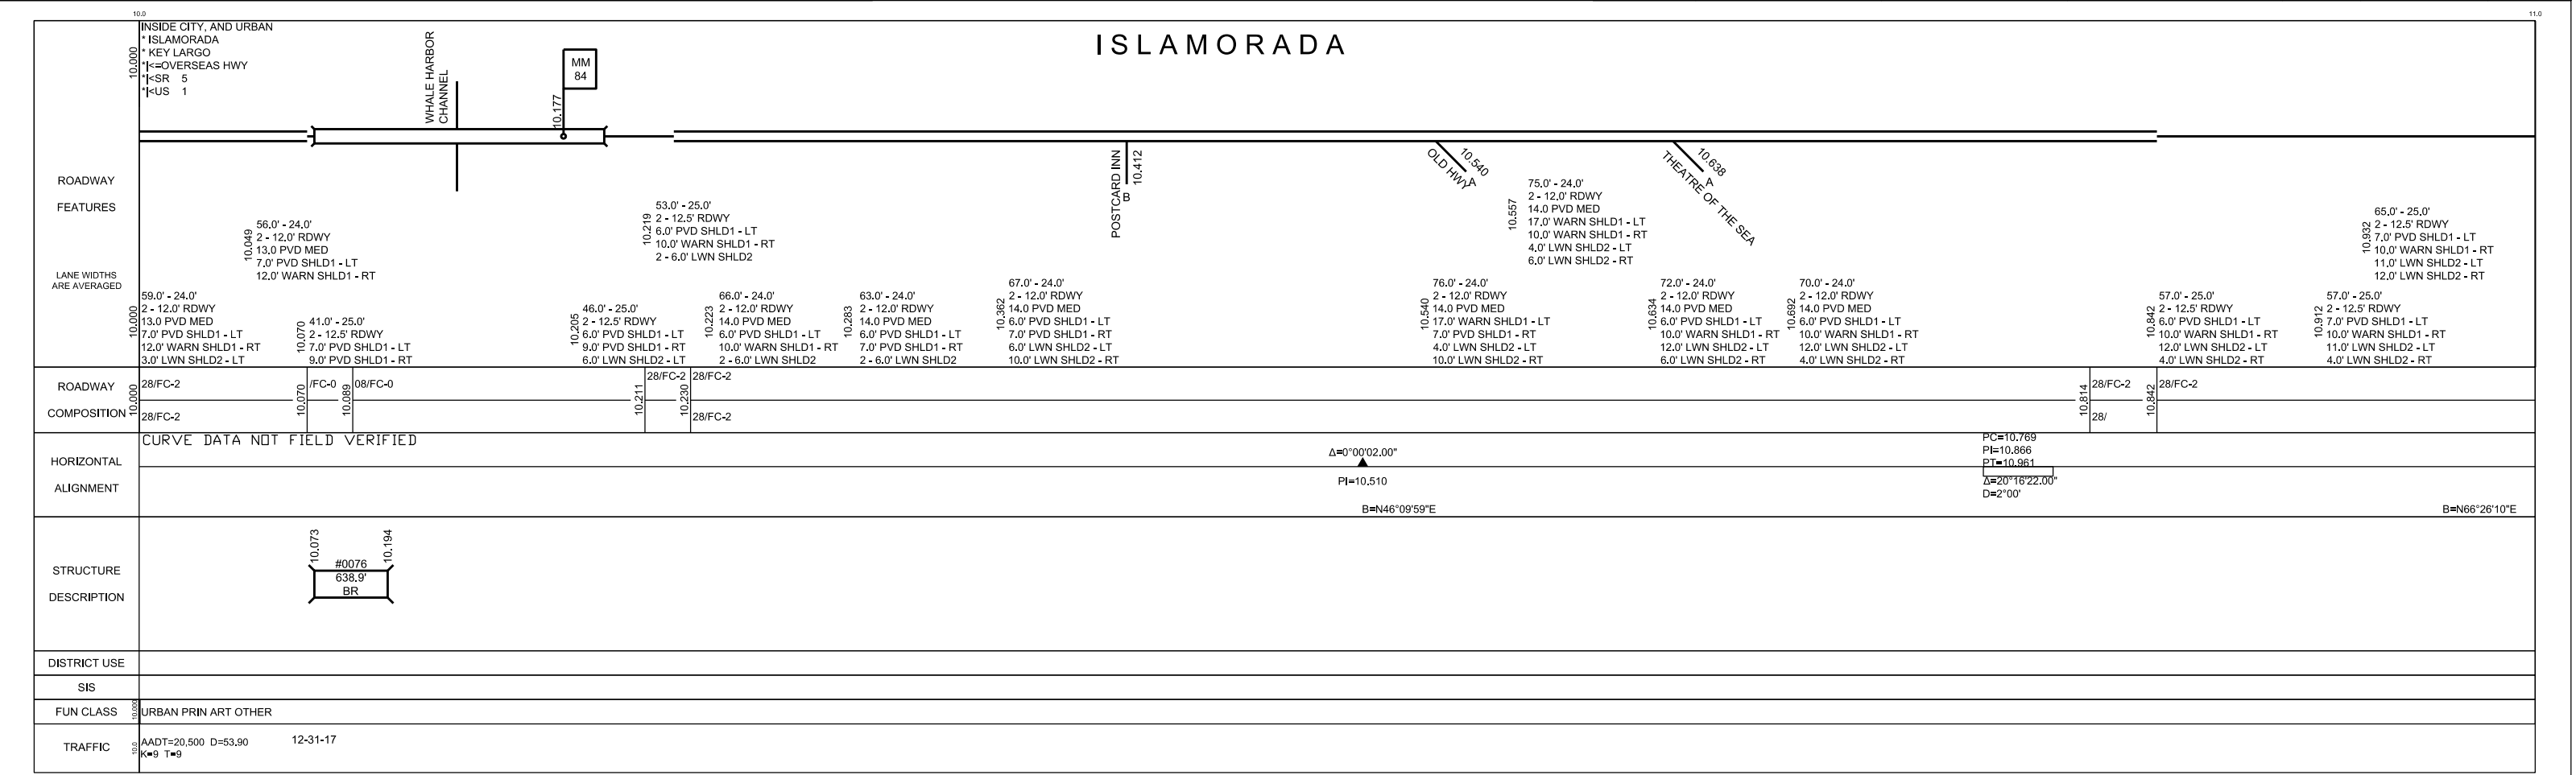 10.0
11.0
ISLAMORADA
10.000
INSIDE CITY, AND URBAN
* ISLAMORADA
* KEY LARGO
*|<=OVERSEAS HWY
*|<SR 5
*|<US 1
WHALE HARBOR
CHANNEL
MM
84
10.177
POSTCARD INN
10.412
B
OLD HWY
10.540
A
THEATRE OF THE SEA
10.638
A
ROADWAY
FEATURES
LANE WIDTHS
ARE AVERAGED
10.049
56.0' - 24.0'
2 - 12.0' RDWY
13.0 PVD MED
7.0' PVD SHLD1 - LT
12.0' WARN SHLD1 - RT
10.219
53.0' - 25.0'
2 - 12.5' RDWY
6.0' PVD SHLD1 - LT
10.0' WARN SHLD1 - RT
2 - 6.0' LWN SHLD2
10.557
75.0' - 24.0'
2 - 12.0' RDWY
14.0 PVD MED
17.0' WARN SHLD1 - LT
10.0' WARN SHLD1 - RT
4.0' LWN SHLD2 - LT
6.0' LWN SHLD2 - RT
10.932
65.0' - 25.0'
2 - 12.5' RDWY
7.0' PVD SHLD1 - LT
10.0' WARN SHLD1 - RT
11.0' LWN SHLD2 - LT
12.0' LWN SHLD2 - RT
10.000
59.0' - 24.0'
2 - 12.0' RDWY
13.0 PVD MED
7.0' PVD SHLD1 - LT
12.0' WARN SHLD1 - RT
3.0' LWN SHLD2 - LT
10.070
41.0' - 25.0'
2 - 12.5' RDWY
7.0' PVD SHLD1 - LT
9.0' PVD SHLD1 - RT
10.205
46.0' - 25.0'
2 - 12.5' RDWY
6.0' PVD SHLD1 - LT
9.0' PVD SHLD1 - RT
6.0' LWN SHLD2 - LT
10.223
66.0' - 24.0'
2 - 12.0' RDWY
14.0 PVD MED
6.0' PVD SHLD1 - LT
10.0' WARN SHLD1 - RT
2 - 6.0' LWN SHLD2
10.283
63.0' - 24.0'
2 - 12.0' RDWY
14.0 PVD MED
6.0' PVD SHLD1 - LT
7.0' PVD SHLD1 - RT
2 - 6.0' LWN SHLD2
10.362
67.0' - 24.0'
2 - 12.0' RDWY
14.0 PVD MED
6.0' PVD SHLD1 - LT
7.0' PVD SHLD1 - RT
6.0' LWN SHLD2 - LT
10.0' LWN SHLD2 - RT
10.540
76.0' - 24.0'
2 - 12.0' RDWY
14.0 PVD MED
17.0' WARN SHLD1 - LT
7.0' PVD SHLD1 - RT
4.0' LWN SHLD2 - LT
10.0' LWN SHLD2 - RT
10.634
72.0' - 24.0'
2 - 12.0' RDWY
14.0 PVD MED
6.0' PVD SHLD1 - LT
10.0' WARN SHLD1 - RT
12.0' LWN SHLD2 - LT
6.0' LWN SHLD2 - RT
10.692
70.0' - 24.0'
2 - 12.0' RDWY
14.0 PVD MED
6.0' PVD SHLD1 - LT
10.0' WARN SHLD1 - RT
12.0' LWN SHLD2 - LT
4.0' LWN SHLD2 - RT
10.842
57.0' - 25.0'
2 - 12.5' RDWY
6.0' PVD SHLD1 - LT
10.0' WARN SHLD1 - RT
12.0' LWN SHLD2 - LT
4.0' LWN SHLD2 - RT
10.912
57.0' - 25.0'
2 - 12.5' RDWY
7.0' PVD SHLD1 - LT
10.0' WARN SHLD1 - RT
11.0' LWN SHLD2 - LT
4.0' LWN SHLD2 - RT
ROADWAY
COMPOSITION
10.000
28/FC-2
28/FC-2
10.070
/FC-0
10.089
08/FC-0
10.211
28/FC-2
10.230
28/FC-2
28/FC-2
10.814
28/FC-2
28/
10.842
28/FC-2
HORIZONTAL
ALIGNMENT
CURVE DATA NOT FIELD VERIFIED
Δ=0°00'02.00"
PI=10.510
B=N46°09'59"E
PC=10.769
PI=10.866
PT=10.961
Δ=20°16'22.00"
D=2°00'
B=N66°26'10"E
STRUCTURE
DESCRIPTION
10.073
10.194
#0076
638.9'
BR
DISTRICT USE
SIS
FUN CLASS
10.000
URBAN PRIN ART OTHER
TRAFFIC
10.0
AADT=20,500 D=53.90
K=9 T=9
12-31-17